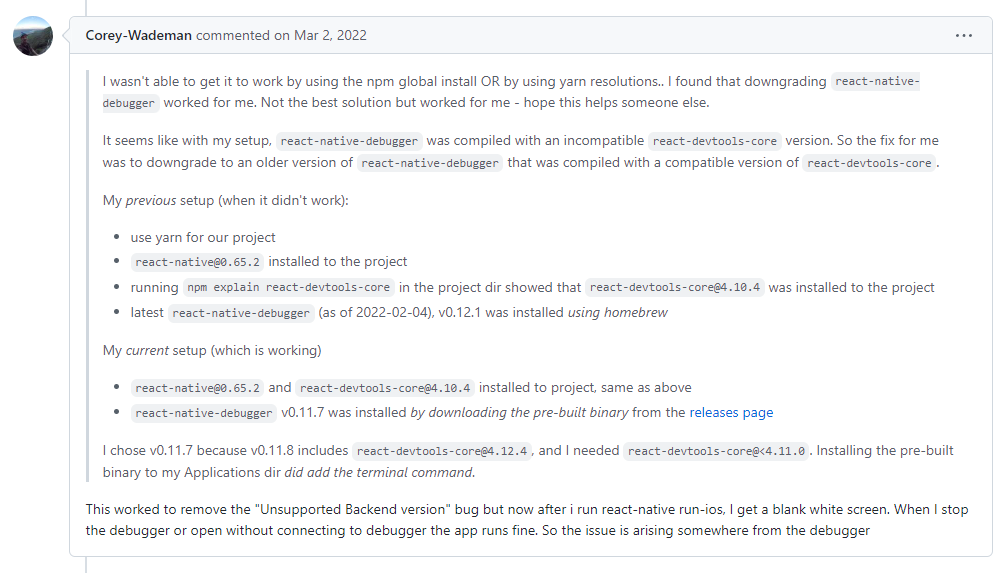 Corey-Wademan commented on Mar 2, 2022 ...
I wasn't able to get it to work by using the npm global install OR by using yarn resolutions.. I found that downgrading react-native-
debugger worked for me. Not the best solution but worked for me - hope this helps someone else.
It seems like with my setup, react-native-debugger was compiled with an incompatible react-devtools-core version. So the fix for me
was to downgrade to an older version of react-native-debugger that was compiled with a compatible version of react-devtools-core.
My previous setup (when it didn't work):
• use yarn for our project
• react-native@0.65.2 installed to the project
• running npm explain react-devtools-core in the project dir showed that react-devtools-core@4.10.4 was installed to the project
• latest react-native-debugger (as of 2022-02-04), v0.12.1 was installed using homebrew
My current setup (which is working)
• react-native@0.65.2 and react-devtools-core@4.10.4 installed to project, same as above
• react-native-debugger v0.11.7 was installed by downloading the pre-built binary from the releases page
I chose v0.11.7 because v0.11.8 includes react-devtools-core@4.12.4, and I needed react-devtools-core@<4.11.0. Installing the pre-built
binary to my Applications dir did add the terminal command.
This worked to remove the "Unsupported Backend version" bug but now after i run react-native run-ios, I get a blank white screen. When I stop
the debugger or open without connecting to debugger the app runs fine. So the issue is arising somewhere from the debugger